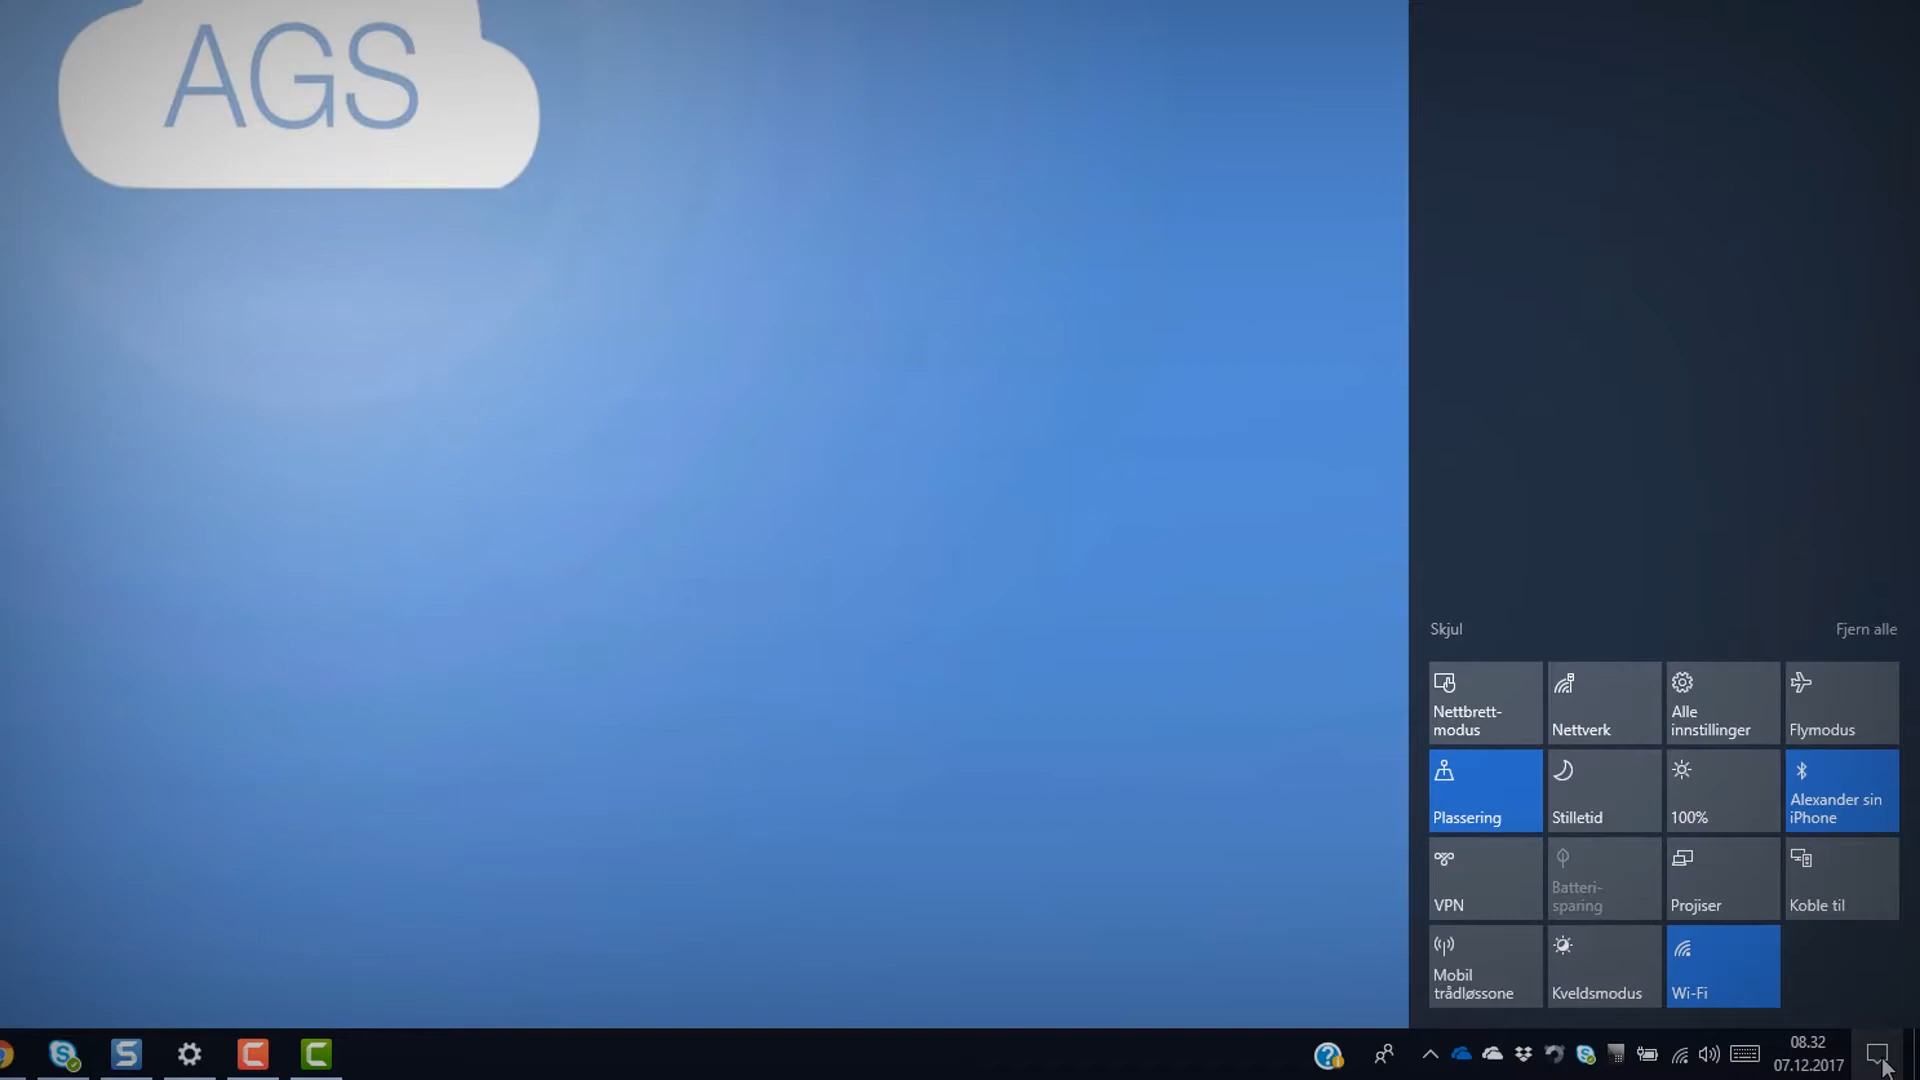 AGS
Skjul
Fjern alle
Nettbrett-
modus
Nettverk
Alle
innstillinger
Flymodus
Plassering
Stilletid
100%
Alexander sin
iPhone
VPN
Batteri-
sparing
Projiser
Koble til
Mobil
trådløssone
Kveldsmodus
Wi-Fi
08.32
07.12.2017